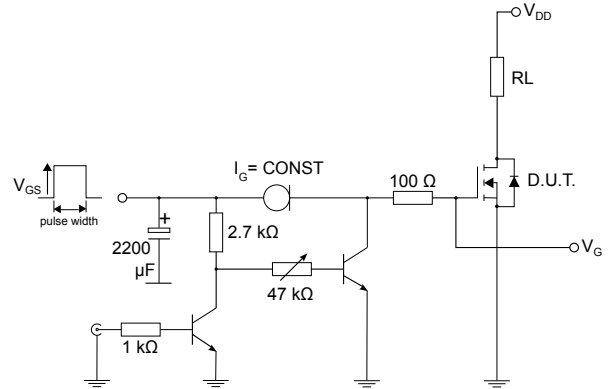 V_DD
RL
I_G= CONST
100 Ω
D.U.T.
V_GS
pulse width
+
2200
μF
2.7 kΩ
47 kΩ
V_G
1 kΩ